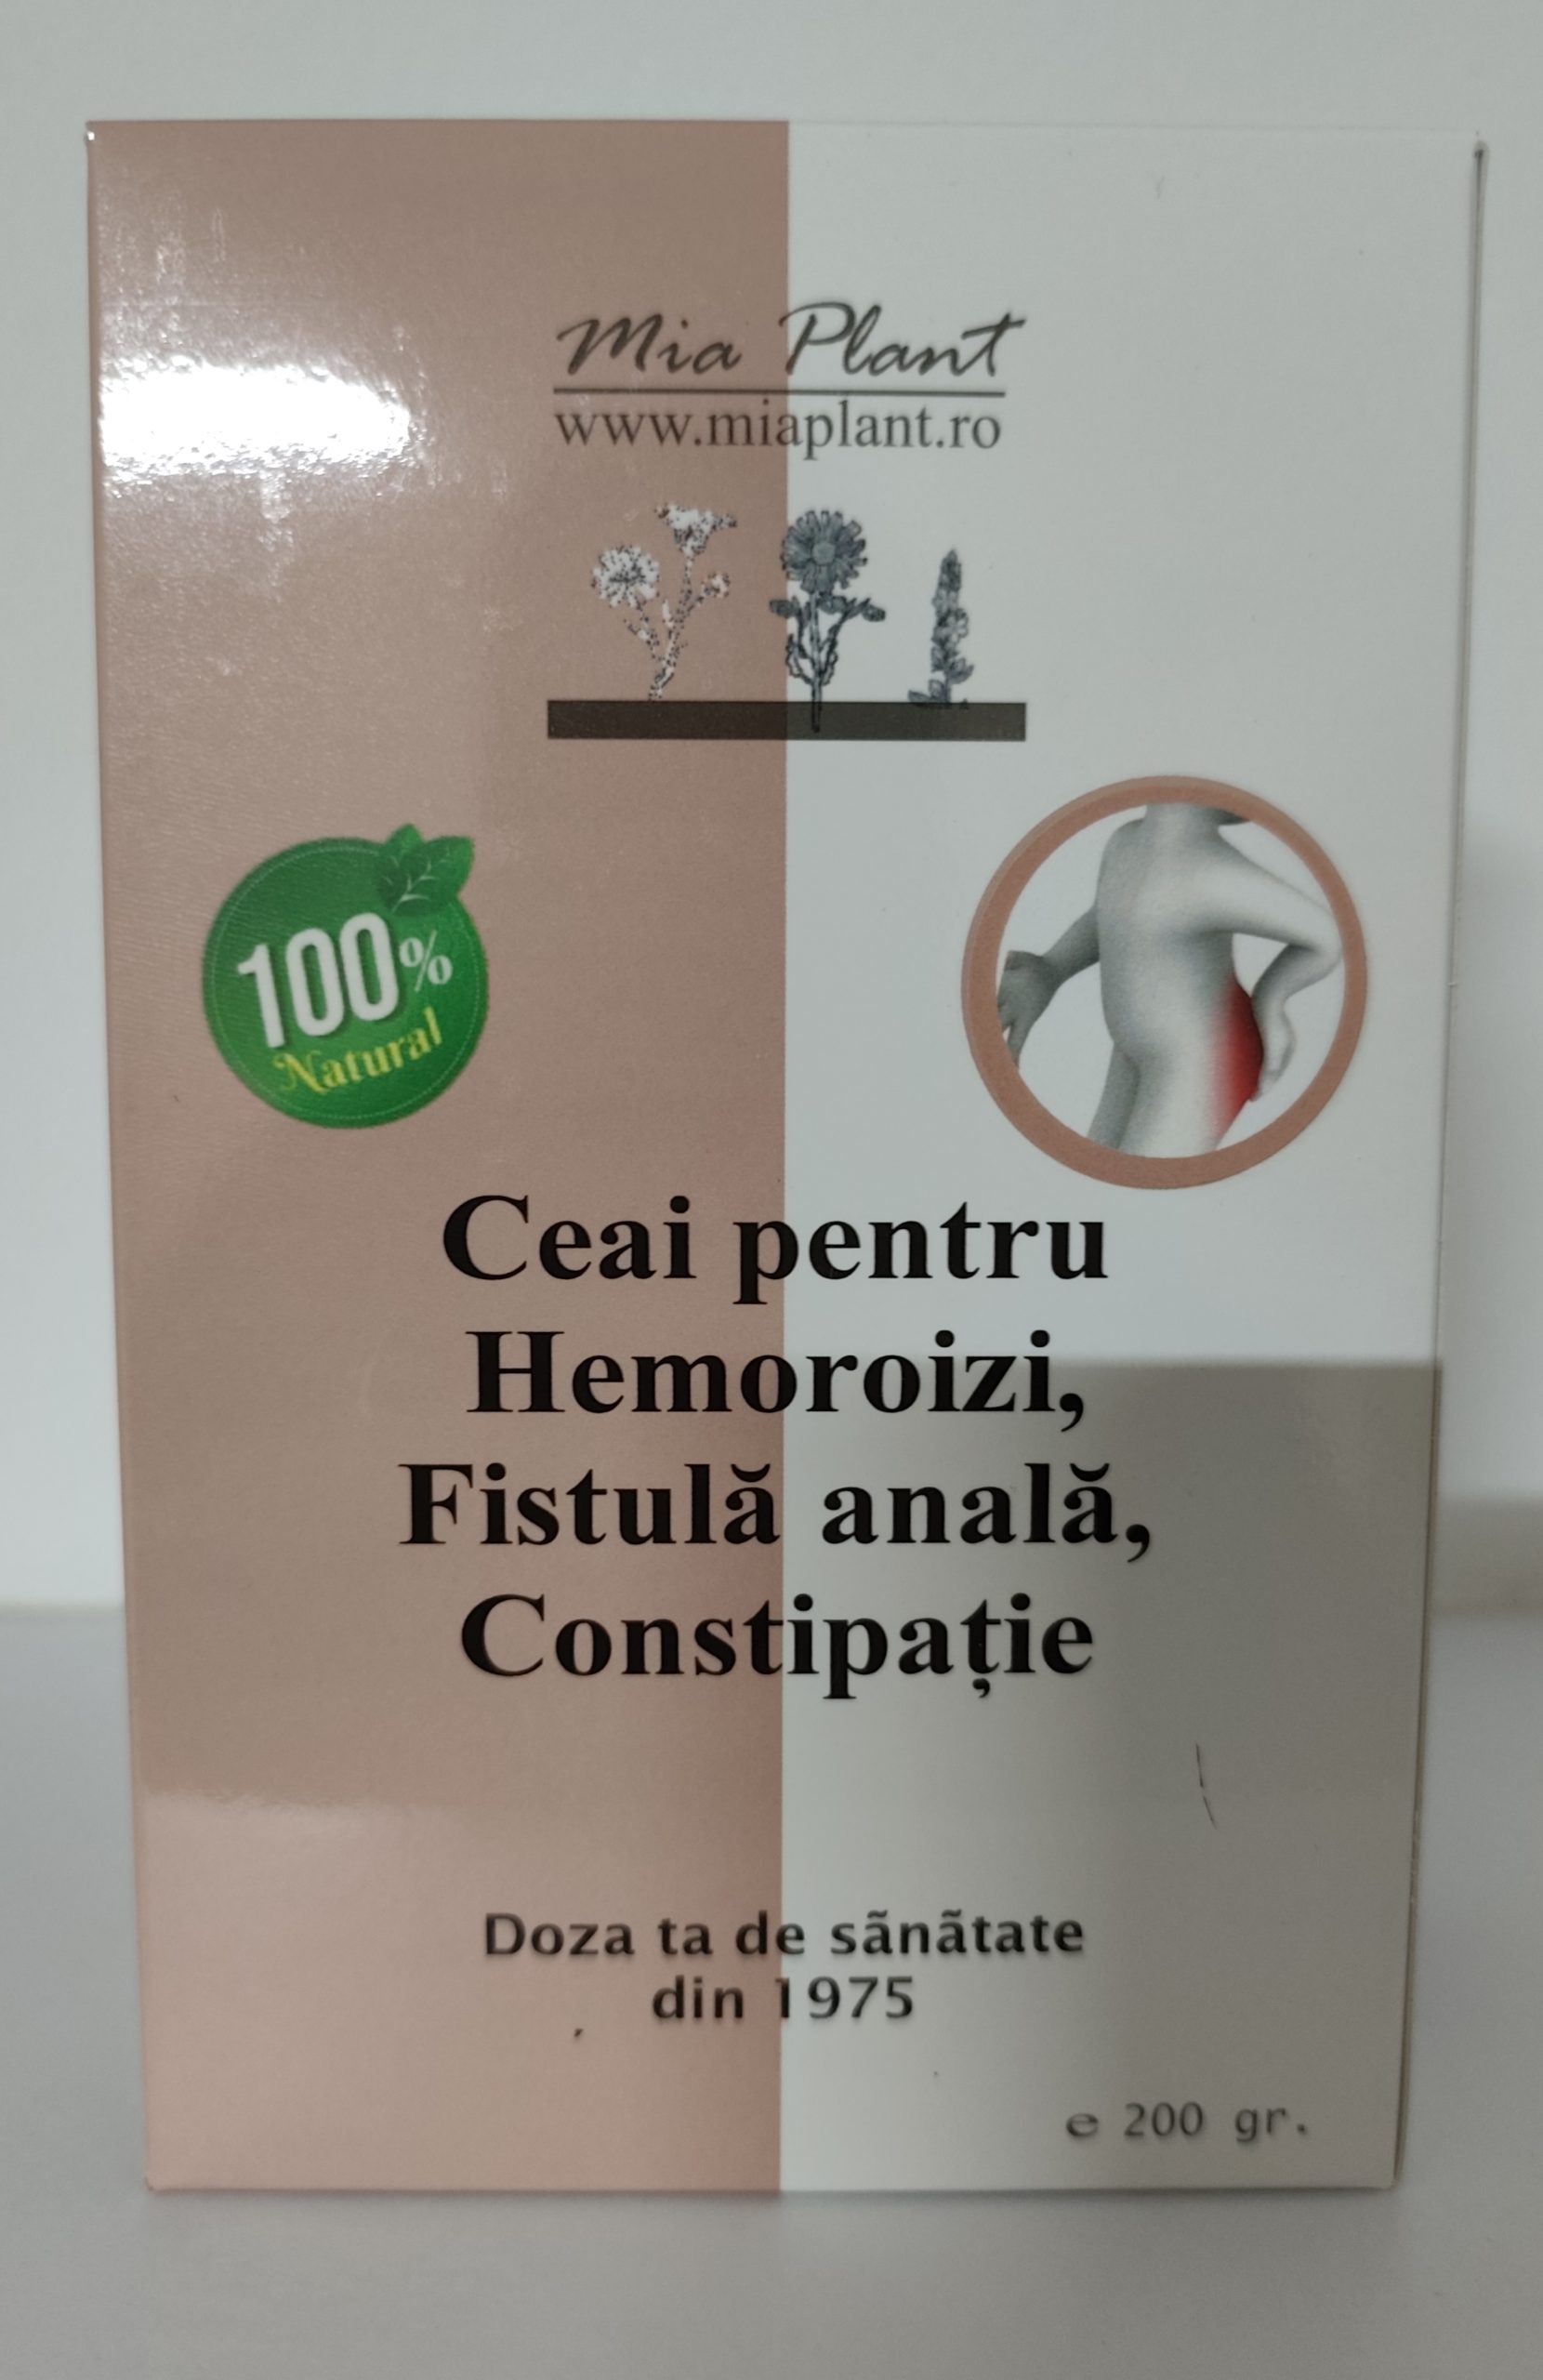 Mia Plant
www.miaplant.ro
100%
Natural
Ceai pentru
Hemoroizi,
Fistulă anală,
Constipație
Doza ta de sãnãtate
din 1975
℮ 200 gr.